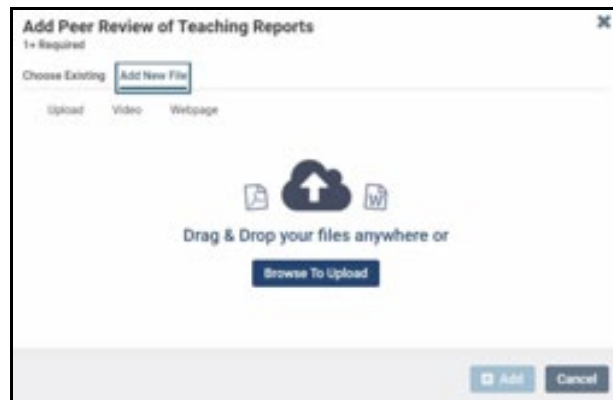 Add Peer Review of Teaching Reports
1+ Required
Choose Existing Add New File
Upload Video Webpage
Drag & Drop your files anywhere or
Browse To Upload
Add Cancel